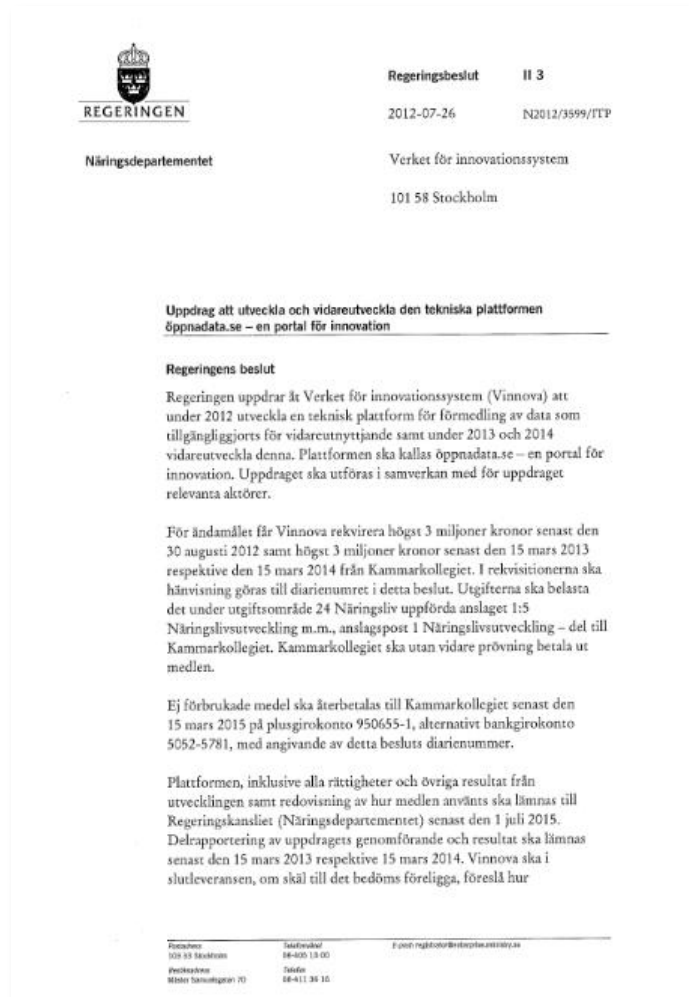 REGERINGEN
Regeringsbeslut II 3
2012-07-26 N2012/3599/ITP
Näringsdepartementet
Verket för innovationssystem
101 58 Stockholm
Uppdrag att utveckla och vidareutveckla den tekniska plattformen
öppnadata.se – en portal för innovation
Regeringens beslut
Regeringen uppdrar åt Verket för innovationssystem (Vinnova) att
under 2012 utveckla en teknisk plattform för förmedling av data som
tillgängliggjorts för vidareutnyttjande samt under 2013 och 2014
vidareutveckla denna. Plattformen ska kallas öppnadata.se – en portal för
innovation. Uppdraget ska utföras i samverkan med för uppdraget
relevanta aktörer.
För ändamålet får Vinnova rekvirera högst 3 miljoner kronor senast den
30 augusti 2012 samt högst 3 miljoner kronor senast den 15 mars 2013
respektive den 15 mars 2014 från Kammarkollegiet. I rekvisitionerna ska
hänvisning göras till diarienumret i detta beslut. Utgifterna ska belasta
det under utgiftsområde 24 Näringsliv uppförda anslaget 1:5
Näringslivsutveckling m.m., anslagspost 1 Näringslivsutveckling – del till
Kammarkollegiet. Kammarkollegiet ska utan vidare prövning betala ut
medlen.
Ej förbrukade medel ska återbetalas till Kammarkollegiet senast den
15 mars 2015 på plusgirokonto 950655-1, alternativt bankgirokonto
5052-5781, med angivande av detta besluts diarienummer.
Plattformen, inklusive alla rättigheter och övriga resultat från
utvecklingen samt redovisning av hur medlen använts ska lämnas till
Regeringskansliet (Näringsdepartementet) senast den 1 juli 2015.
Delrapportering av uppdragets genomförande och resultat ska lämnas
senast den 15 mars 2013 respektive 15 mars 2014. Vinnova ska i
slutleveransen, om skäl till det bedöms föreligga, föreslå hur
Postadress Telefonväxel E-post: registrator@enterprise.ministry.se
103 33 Stockholm 08-405 10 00
Besöksadress Telefax
Mäster Samuelsgatan 70 08-411 36 16